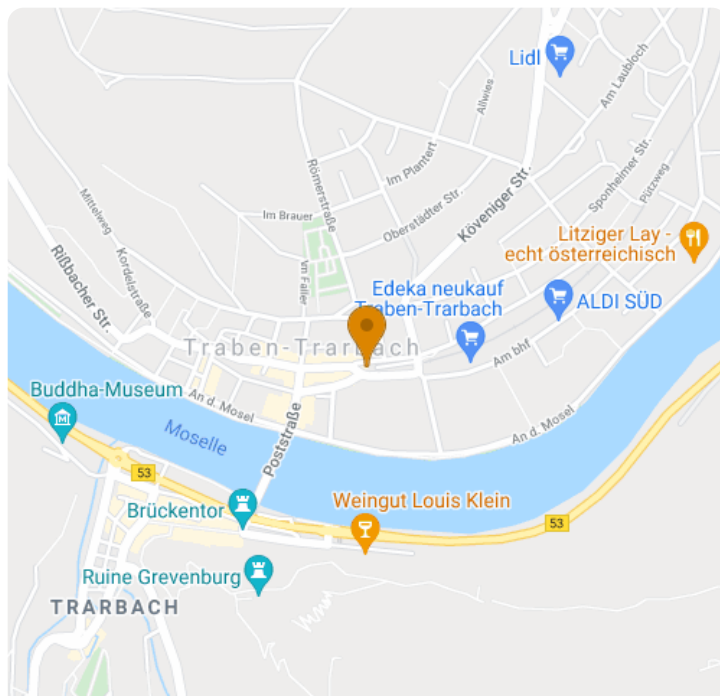 Lidl
Am Laubloch
Allwies
Römerstraße
Im Plantert
Sponheimer Str.
Pützweg
Mittelweg
Im Brauer
Oberstädter Str.
Köveniger Str.
Kordelstraße
Rißbacher Str.
Im Faller
Litziger Lay -
echt österreichisch
Edeka neukauf
Traben-Trarbach
ALDI SÜD
Traben-Trarbach
Am bhf
Buddha-Museum
An d. Mosel
An d. Mosel
Moselle
Poststraße
53
Weingut Louis Klein
Brückentor
53
Ruine Grevenburg
TRARBACH